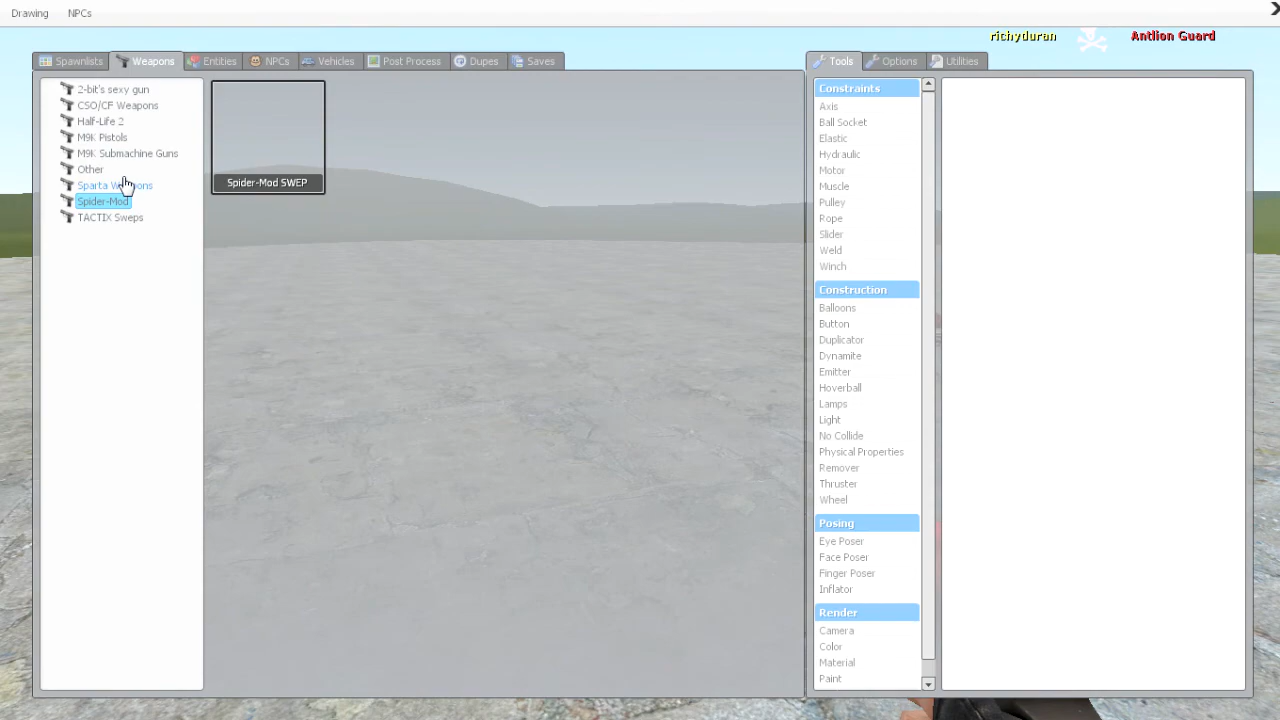 Drawing NPCs
richyduran Antlion Guard
Spawnlists Weapons Entities NPCs Vehicles Post Process Dupes Saves
2-bit's sexy gun
CSO/CF Weapons
Half-Life 2
M9K Pistols
M9K Submachine Guns
Other
Sparta Weapons
Spider-Mod
TACTIX Sweps
Spider-Mod SWEP
Tools Options Utilities
Constraints
Axis
Ball Socket
Elastic
Hydraulic
Motor
Muscle
Pulley
Rope
Slider
Weld
Winch
Construction
Balloons
Button
Duplicator
Dynamite
Emitter
Hoverball
Lamps
Light
No Collide
Physical Properties
Remover
Thruster
Wheel
Posing
Eye Poser
Face Poser
Finger Poser
Inflator
Render
Camera
Color
Material
Paint